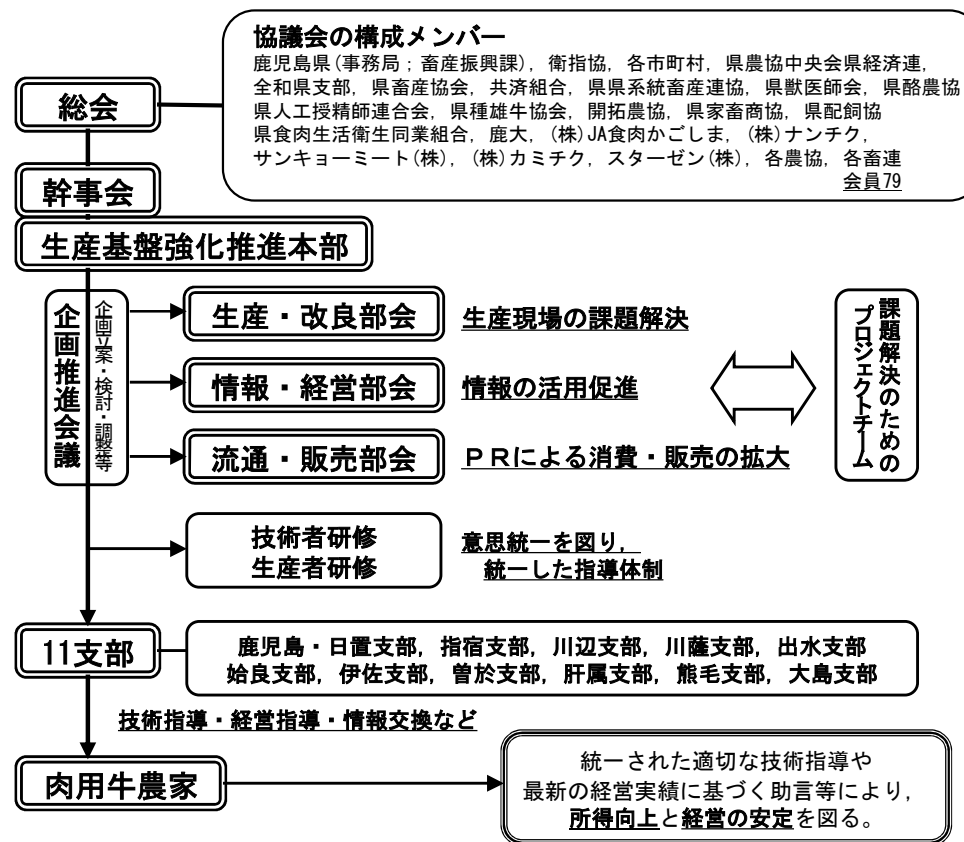 協議会の構成メンバー
鹿児島県(事務局;畜産振興課), 衛指協, 各市町村, 県農協中央会県経済連,
全和県支部, 県畜産協会, 共済組合, 県県系統畜産連協, 県獣医師会, 県酪農協
県人工授精師連合会, 県種雄牛協会, 開拓農協, 県家畜商協, 県配飼協
県食肉生活衛生同業組合, 鹿大, (株)JA食肉かごしま, (株)ナンチク,
サンキョーミート(株), (株)カミチク, スターゼン(株), 各農協, 各畜連
会員79
総会
幹事会
生産基盤強化推進本部
企画推進会議
企画立案・検討・調整等
生産・改良部会
生産現場の課題解決
情報・経営部会
情報の活用促進
流通・販売部会
PRによる消費・販売の拡大
課題解決のための
プロジェクトチーム
技術者研修
生産者研修
意思統一を図り,
統一した指導体制
11支部
鹿児島・日置支部, 指宿支部, 川辺支部, 川薩支部, 出水支部
姶良支部, 伊佐支部, 曽於支部, 肝属支部, 熊毛支部, 大島支部
技術指導・経営指導・情報交換など
肉用牛農家
統一された適切な技術指導や
最新の経営実績に基づく助言等により,
所得向上と経営の安定を図る。